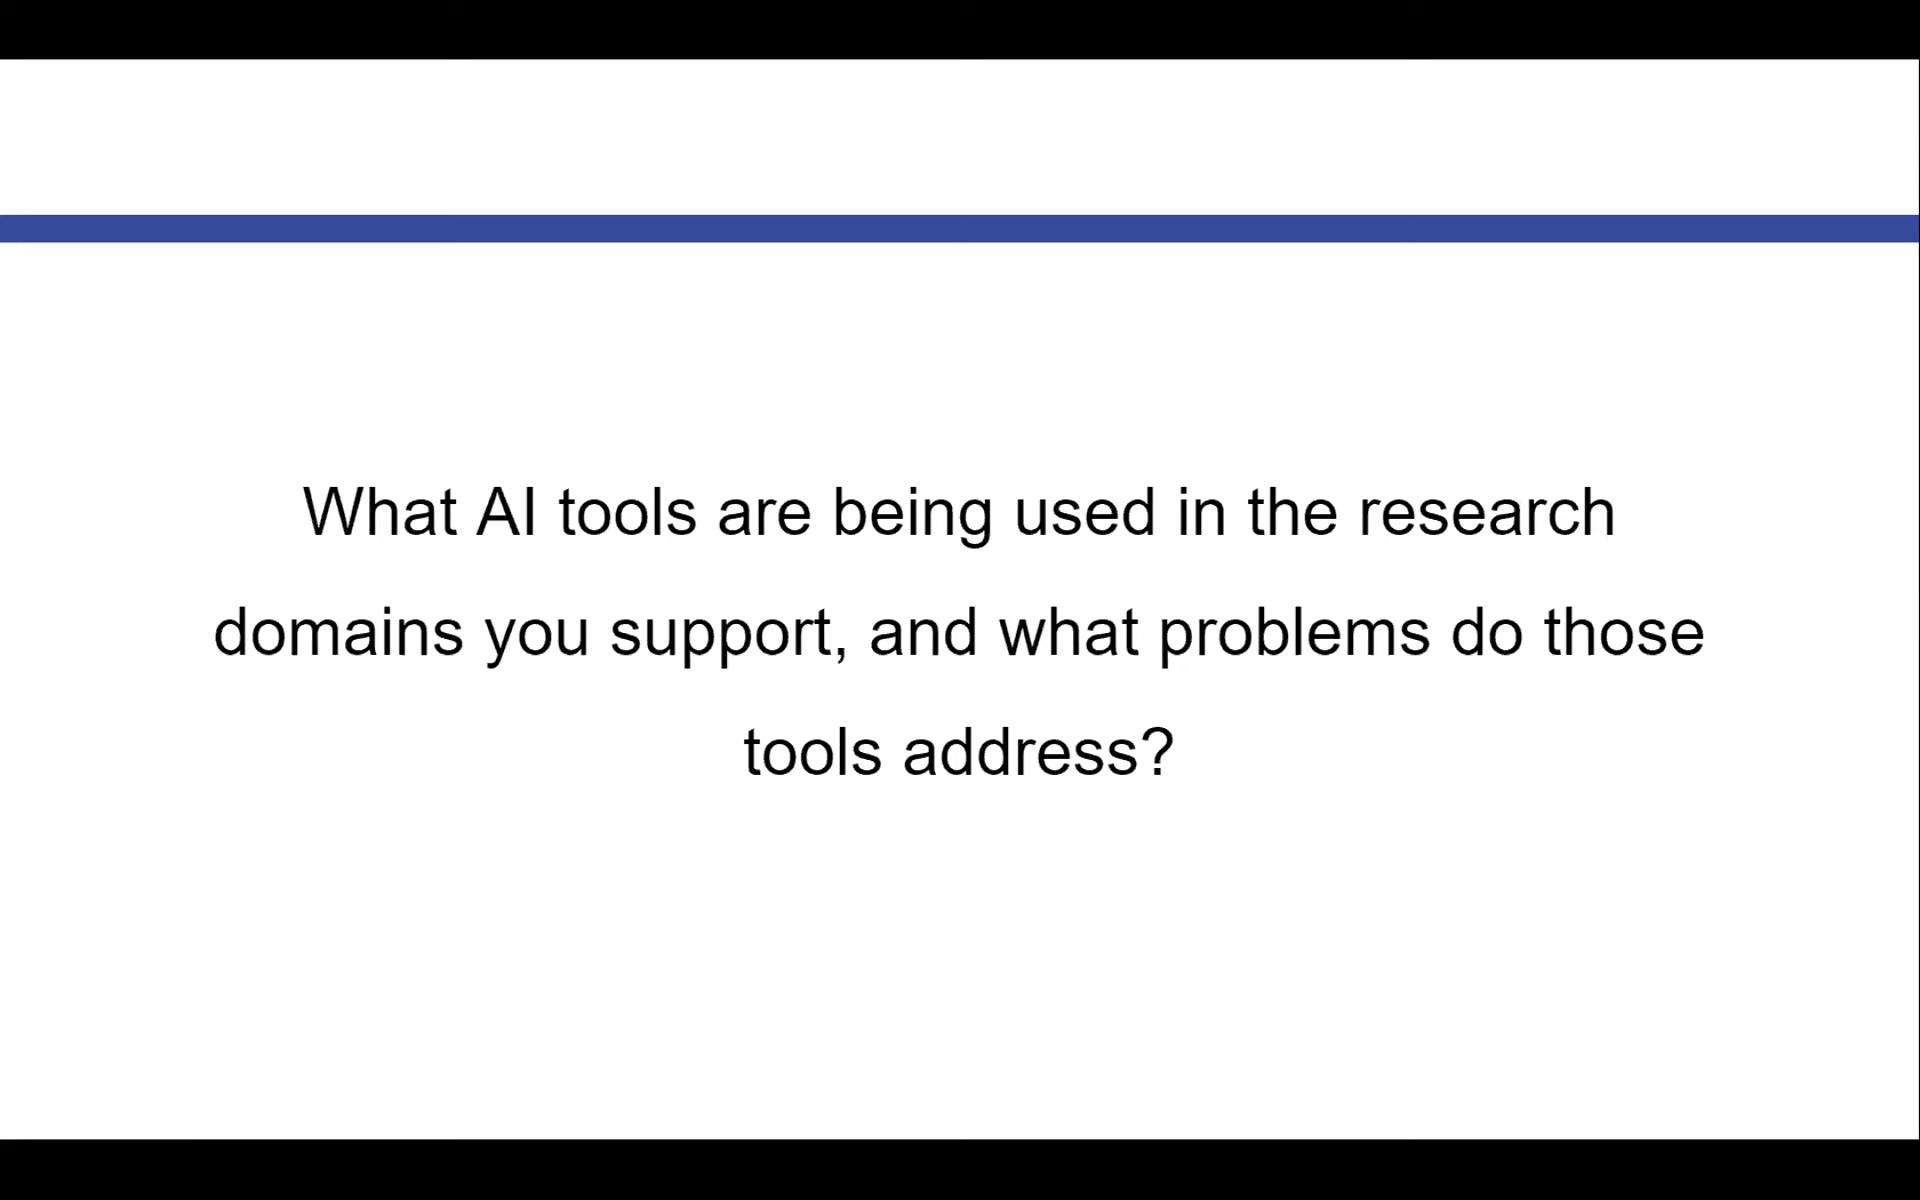 What AI tools are being used in the research
domains you support, and what problems do those
tools address?